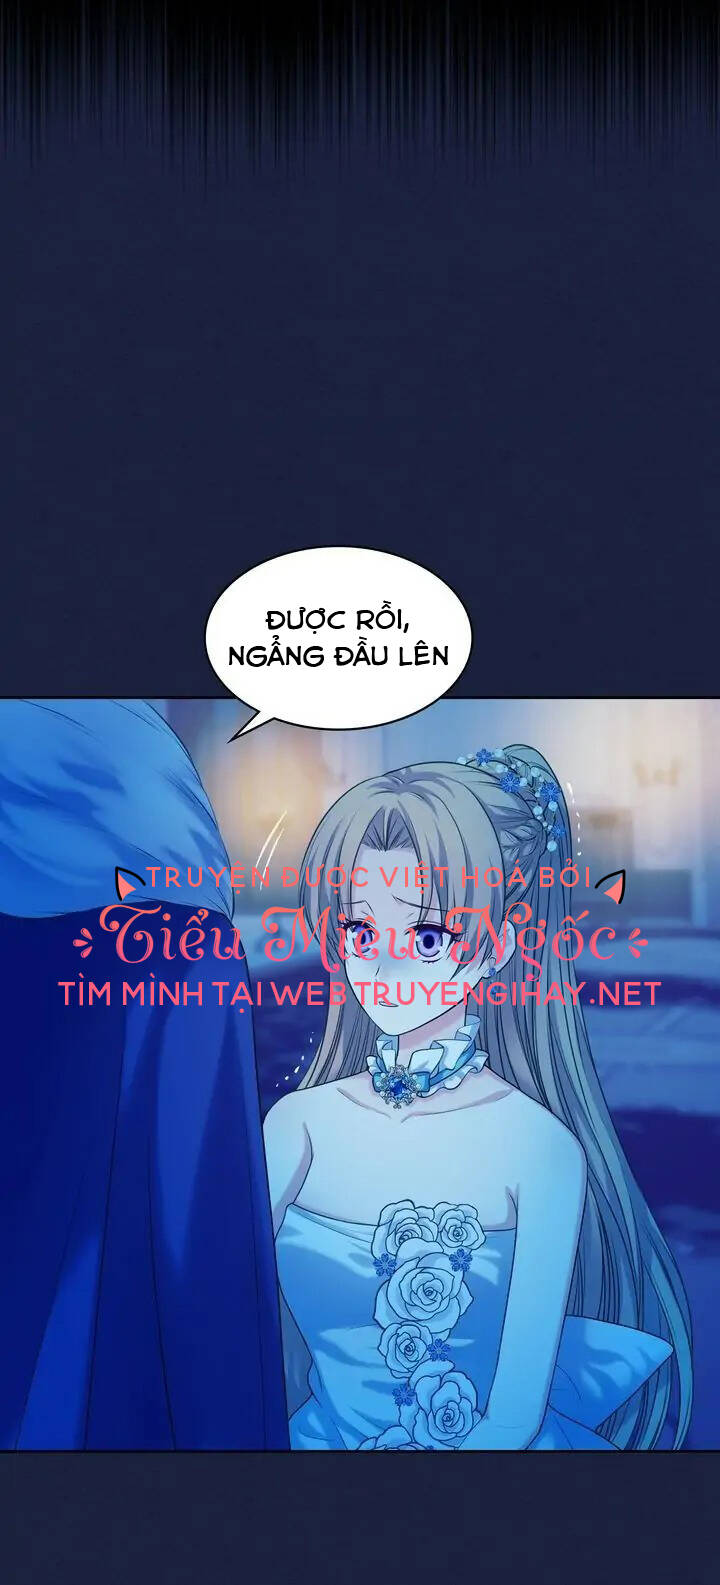 ĐƯỢC RỒI,
NGẨNG ĐẦU LÊN
TRUYỆN ĐƯỢC VIỆT HOÁ BỞI
Tiểu Miêu Ngốc
TÌM MÌNH TẠI WEB TRUYENGIHAY.NET